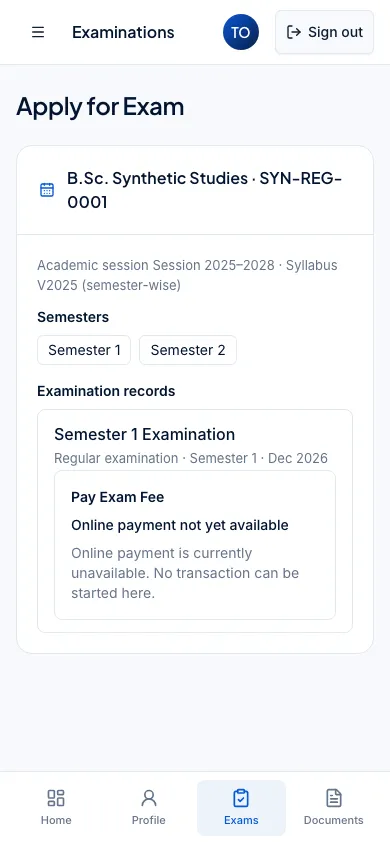 Examinations
TO
Sign out
Apply for Exam
B.Sc. Synthetic Studies · SYN-REG-
0001
Academic session Session 2025–2028 · Syllabus
V2025 (semester-wise)
Semesters
Semester 1
Semester 2
Examination records
Semester 1 Examination
Regular examination · Semester 1 · Dec 2026
Pay Exam Fee
Online payment not yet available
Online payment is currently
unavailable. No transaction can be
started here.
Home
Profile
Exams
Documents